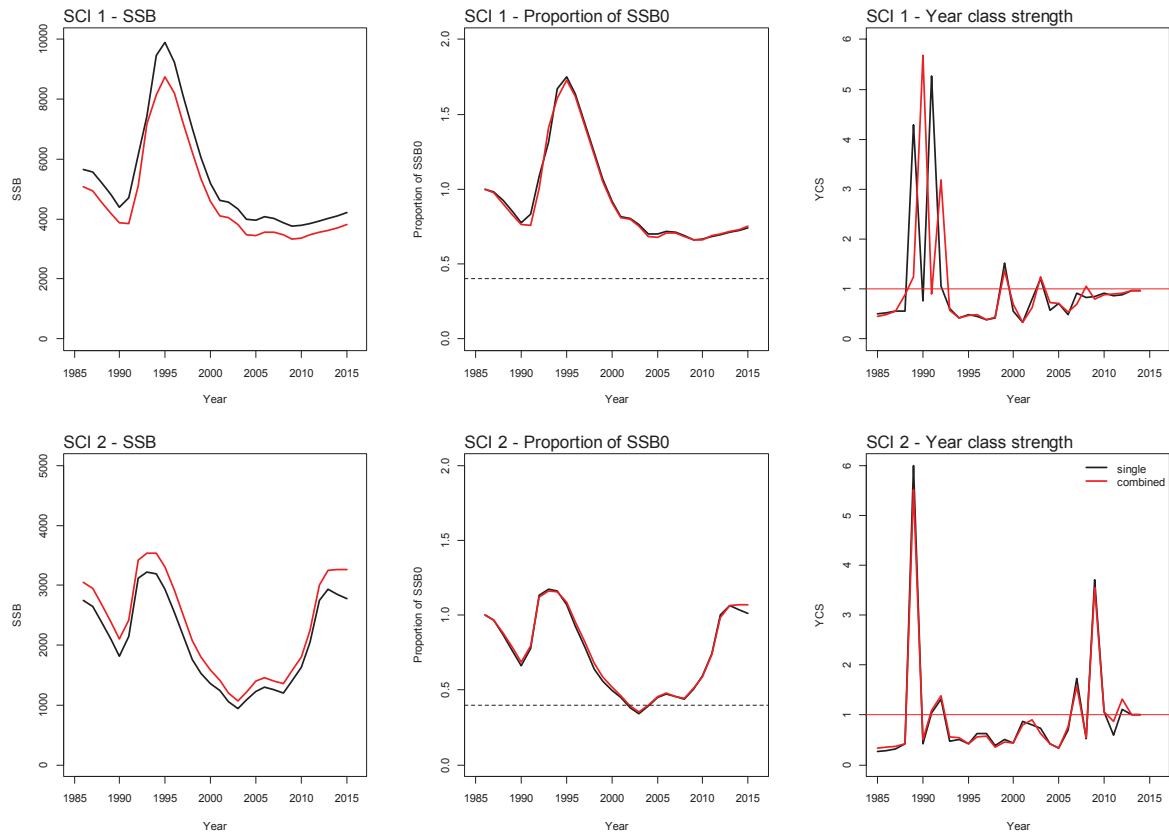 SCI 1 - SSB
SSB
0
2000
4000
6000
8000
10000
1985 1990 1995 2000 2005 2010 2015
Year
SCI 1 - Proportion of SSB0
Proportion of SSB0
0.0
0.5
1.0
1.5
2.0
1985 1990 1995 2000 2005 2010 2015
Year
SCI 1 - Year class strength
YCS
0
1
2
3
4
5
6
1985 1990 1995 2000 2005 2010 2015
Year
SCI 2 - SSB
SSB
0
1000
2000
3000
4000
5000
1985 1990 1995 2000 2005 2010 2015
Year
SCI 2 - Proportion of SSB0
Proportion of SSB0
0.0
0.5
1.0
1.5
2.0
1985 1990 1995 2000 2005 2010 2015
Year
SCI 2 - Year class strength
single
combined
YCS
0
1
2
3
4
5
6
1985 1990 1995 2000 2005 2010 2015
Year